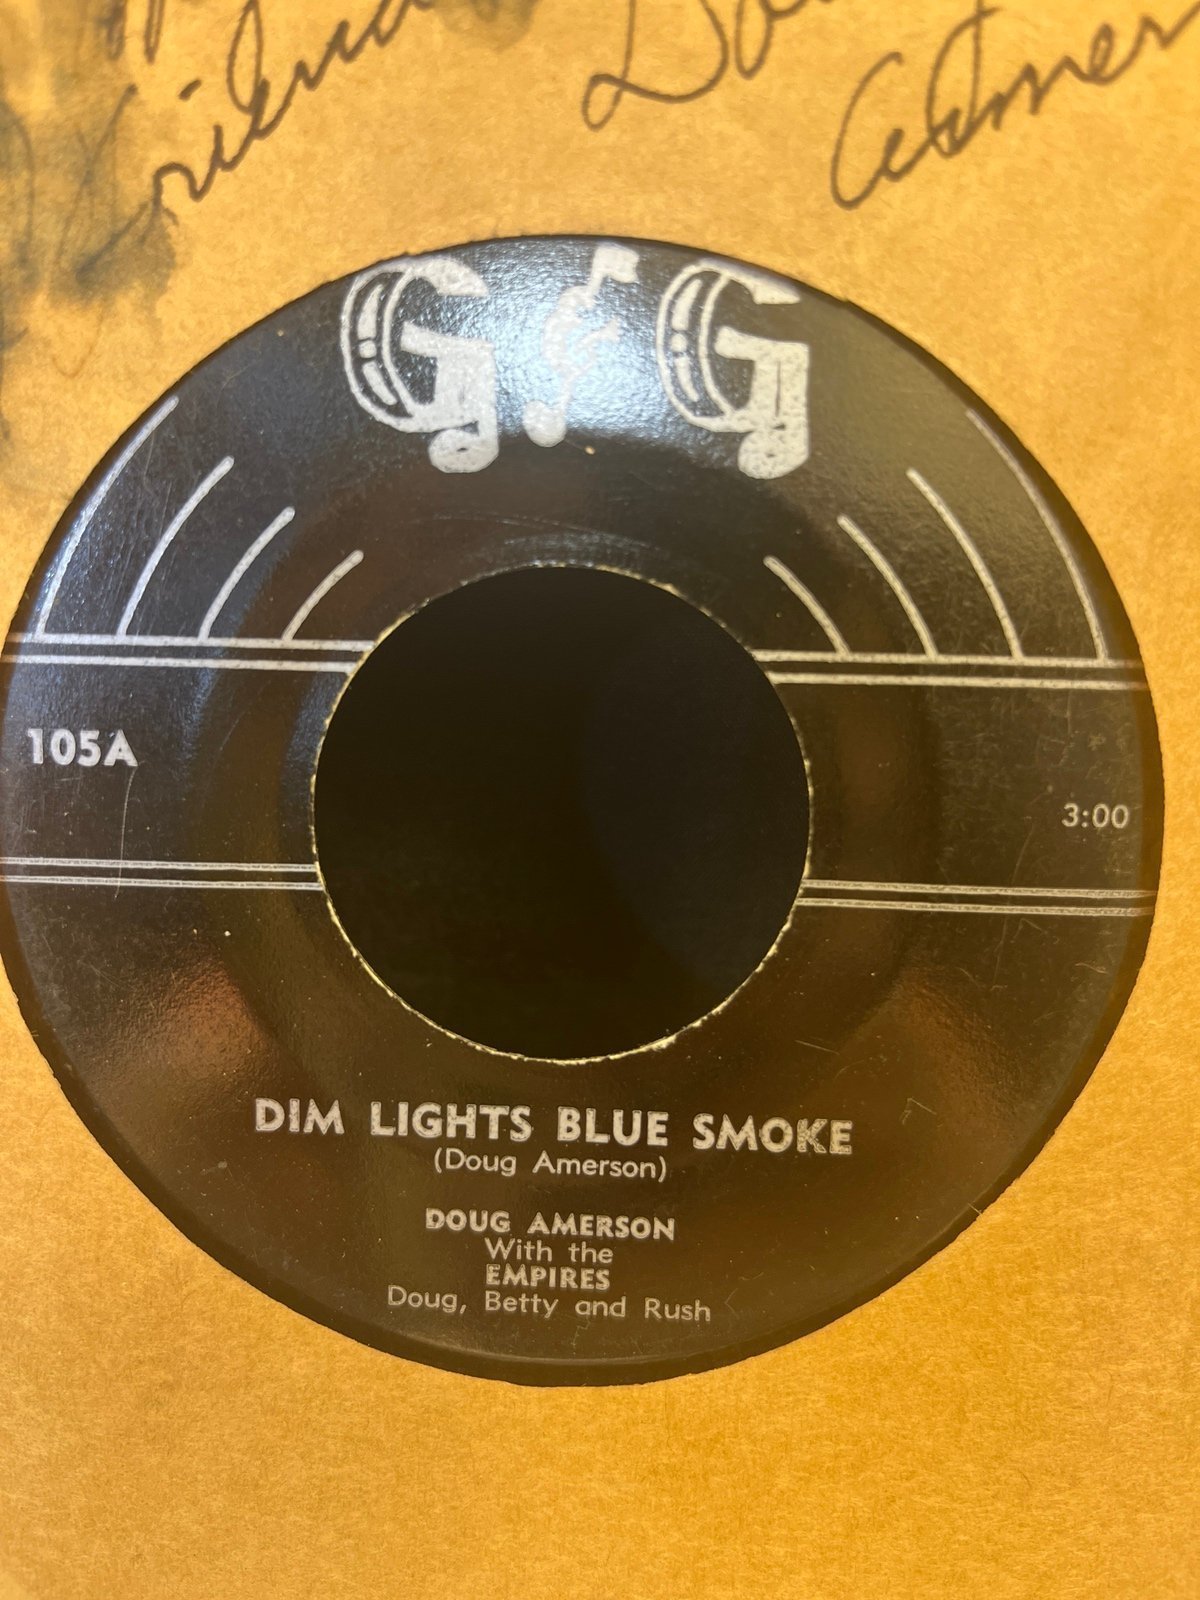 G & G
105A
3:00
DIM LIGHTS BLUE SMOKE
(Doug Amerson)
DOUG AMERSON
With the
EMPIRES
Doug, Betty and Rush